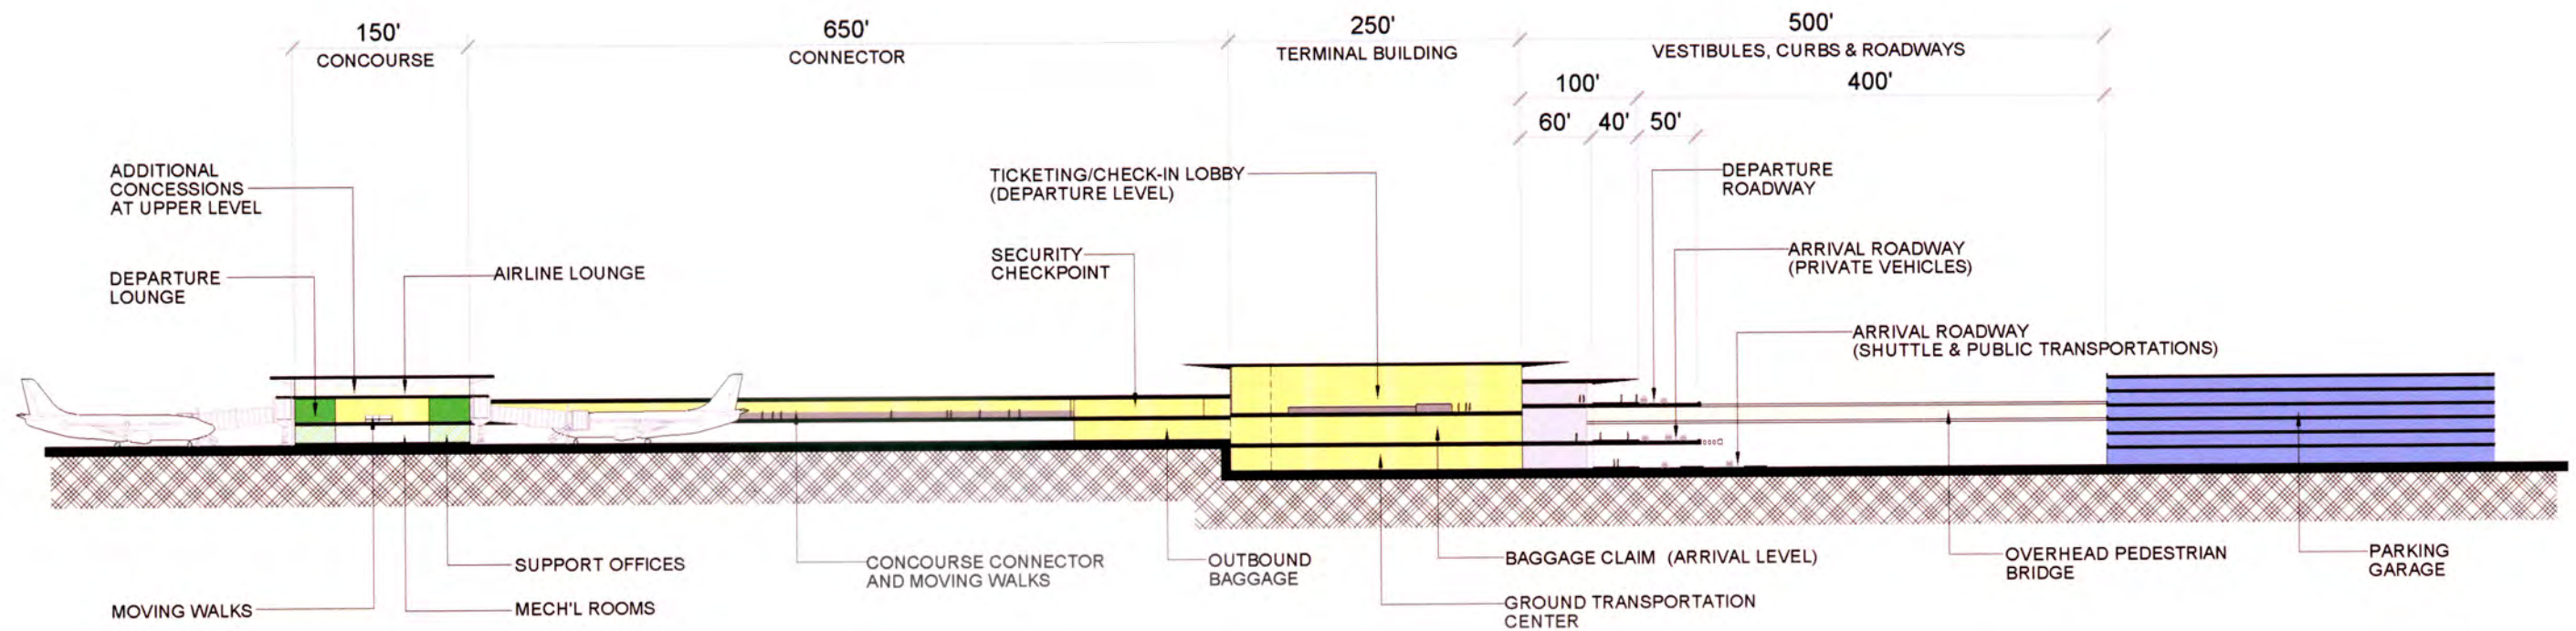 150'
CONCOURSE
650'
CONNECTOR
250'
TERMINAL BUILDING
500'
VESTIBULES, CURBS & ROADWAYS
100'
400'
60'
40'
50'
ADDITIONAL
CONCESSIONS
AT UPPER LEVEL
DEPARTURE
LOUNGE
AIRLINE LOUNGE
TICKETING/CHECK-IN LOBBY
(DEPARTURE LEVEL)
SECURITY
CHECKPOINT
DEPARTURE
ROADWAY
ARRIVAL ROADWAY
(PRIVATE VEHICLES)
ARRIVAL ROADWAY
(SHUTTLE & PUBLIC TRANSPORTATIONS)
MOVING WALKS
SUPPORT OFFICES
MECH'L ROOMS
CONCOURSE CONNECTOR
AND MOVING WALKS
OUTBOUND
BAGGAGE
BAGGAGE CLAIM (ARRIVAL LEVEL)
GROUND TRANSPORTATION
CENTER
OVERHEAD PEDESTRIAN
BRIDGE
PARKING
GARAGE